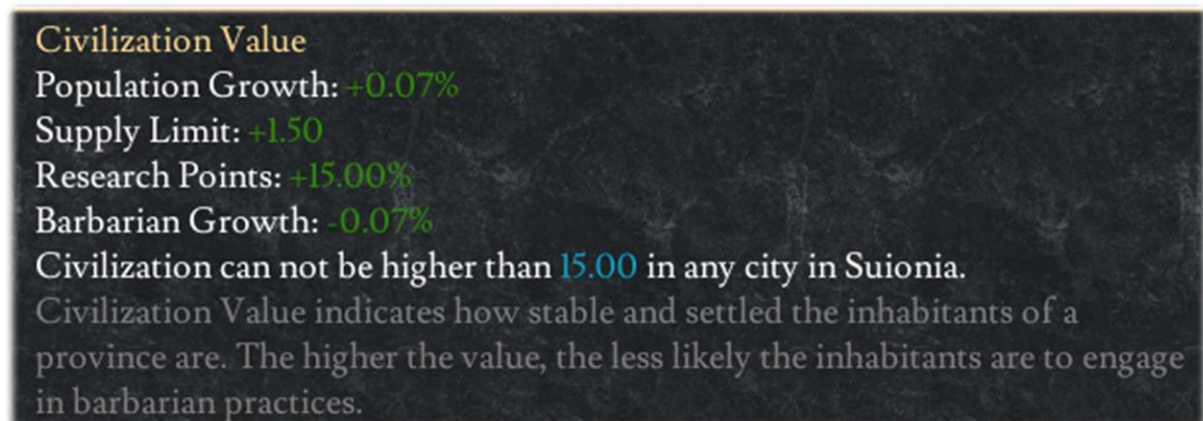 Civilization Value
Population Growth: +0.07%
Supply Limit: +1.50
Research Points: +15.00%
Barbarian Growth: -0.07%
Civilization can not be higher than 15.00 in any city in Suionia.
Civilization Value indicates how stable and settled the inhabitants of a
province are. The higher the value, the less likely the inhabitants are to engage
in barbarian practices.